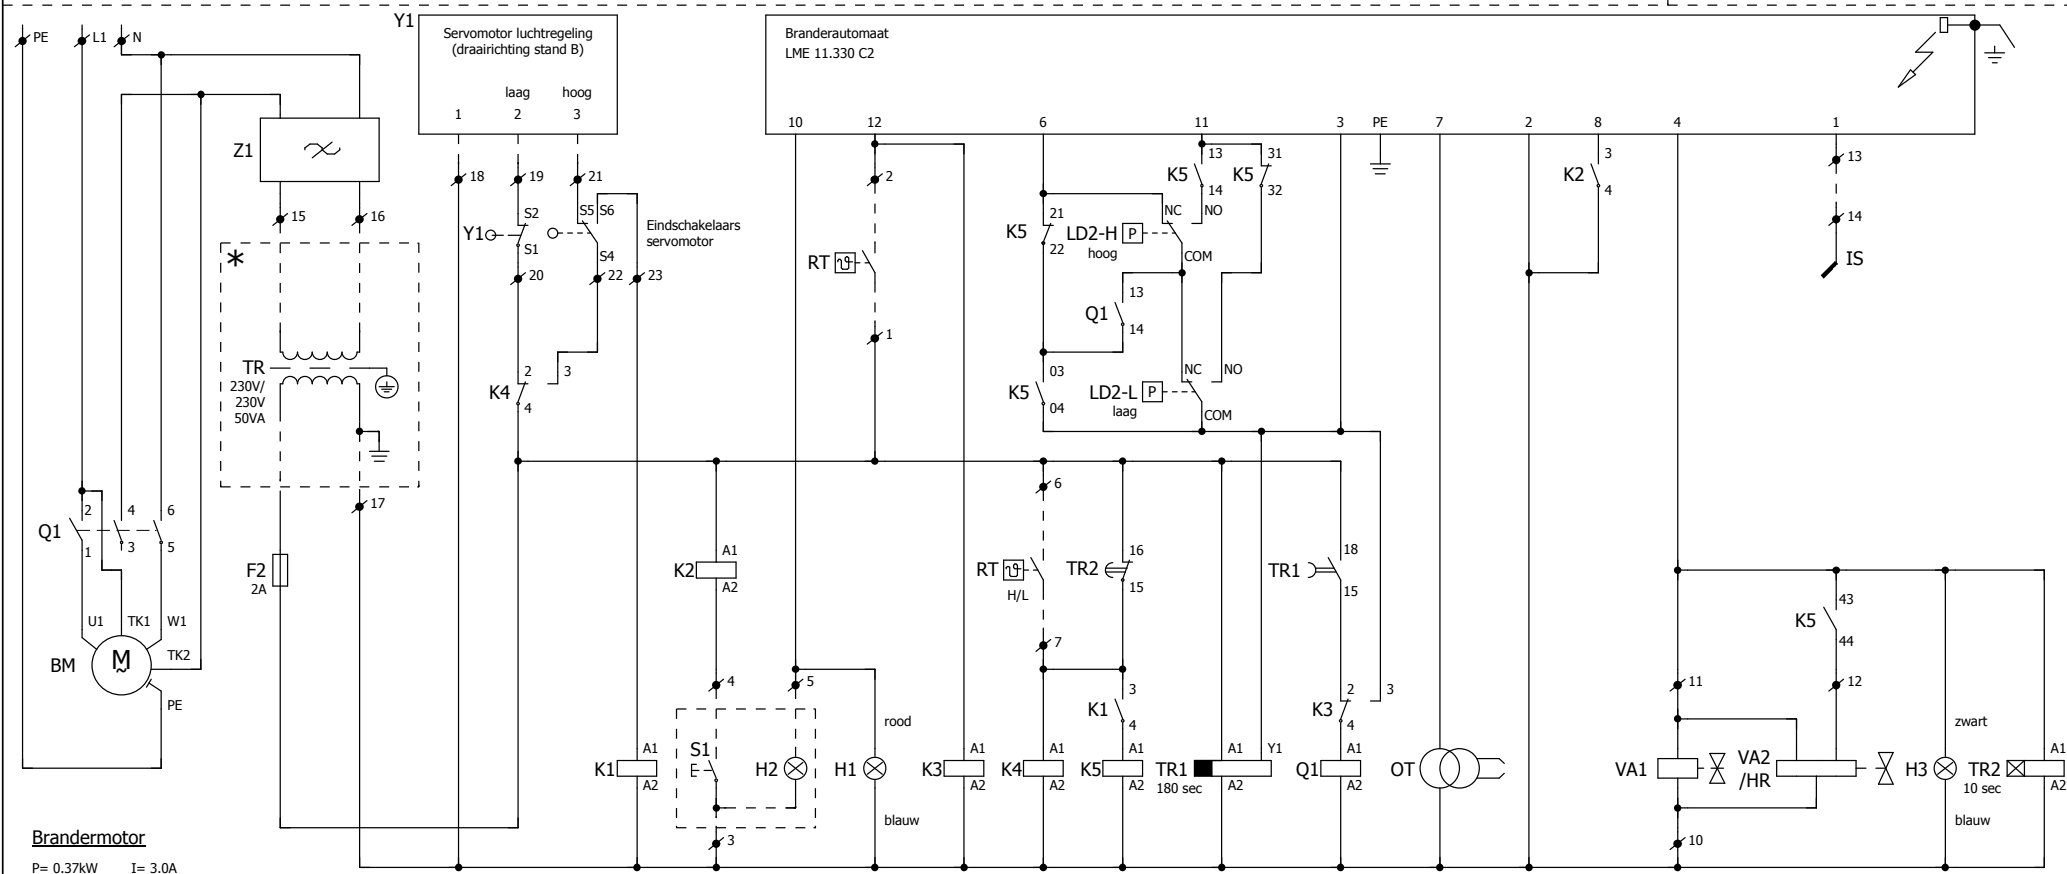 PE
L1
N
Y1
Servomotor luchtregeling
(draairichting stand B)
laag
hoog
1
2
3
Branderautomaat
LME 11.330 C2
10
12
6
11
3
PE
7
2
8
4
1
Z1
15
16
18
19
21
2
13
K5
14
31
K5
32
3
K2
4
13
14
IS
S2
Y1
S1
S5
S6
S4
Eindschakelaars
servomotor
20
22
23
RT
1
21
K5
22
NC
NO
LD2-H
P
hoog
COM
13
Q1
14
*
TR
230V/
230V
50VA
2
3
K4
4
03
K5
04
NC
NO
LD2-L
P
laag
COM
17
6
2
4
6
Q1
1
3
5
F2
2A
A1
K2
A2
RT
H/L
16
TR2
15
18
TR1
15
43
K5
44
U1
TK1
W1
BM
M
~
TK2
PE
7
4
5
11
12
rood
zwart
3
K1
4
2
3
K3
4
S1
E
H2
H1
A1
K1
A2
A1
K3
A2
A1
K4
A2
A1
K5
A2
A1
Y1
TR1
180 sec
A2
A1
Q1
A2
OT
VA1
VA2
/HR
H3
A1
TR2
10 sec
A2
blauw
blauw
3
10
Brandermotor
P= 0.37kW
I= 3.0A